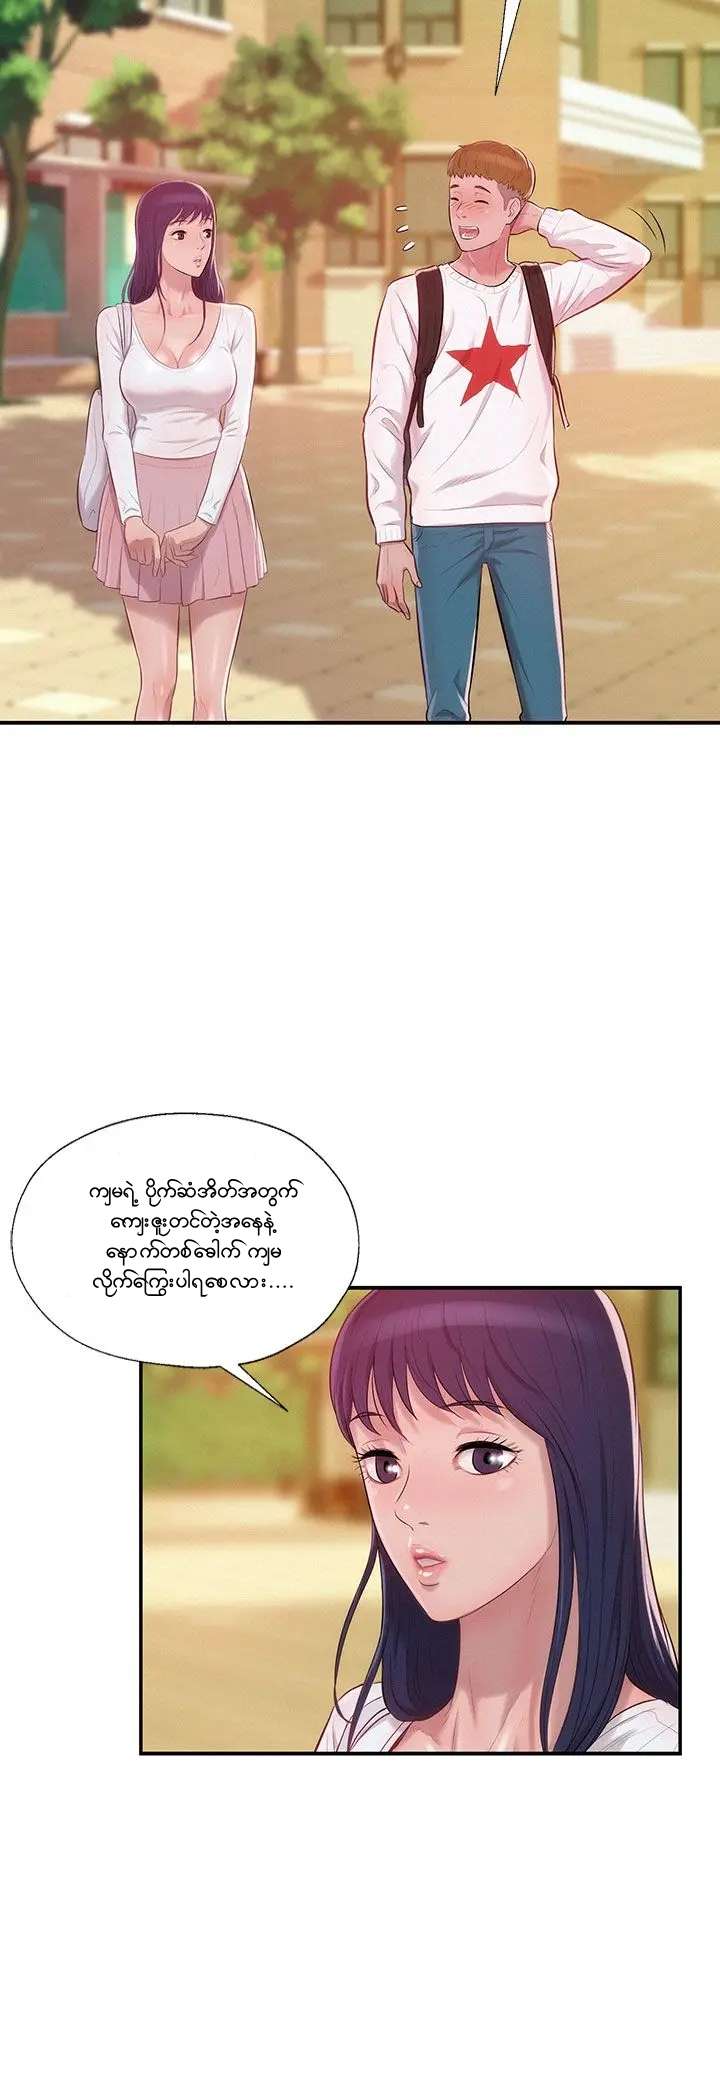 ကျမရဲ့ ပိုက်ဆံအိတ်အတွက်
ကျေးဇူးတင်တဲ့အနေနဲ့
နောက်တစ်ခေါက် ကျမ
လိုက်ကြွေးပါရစေလား....